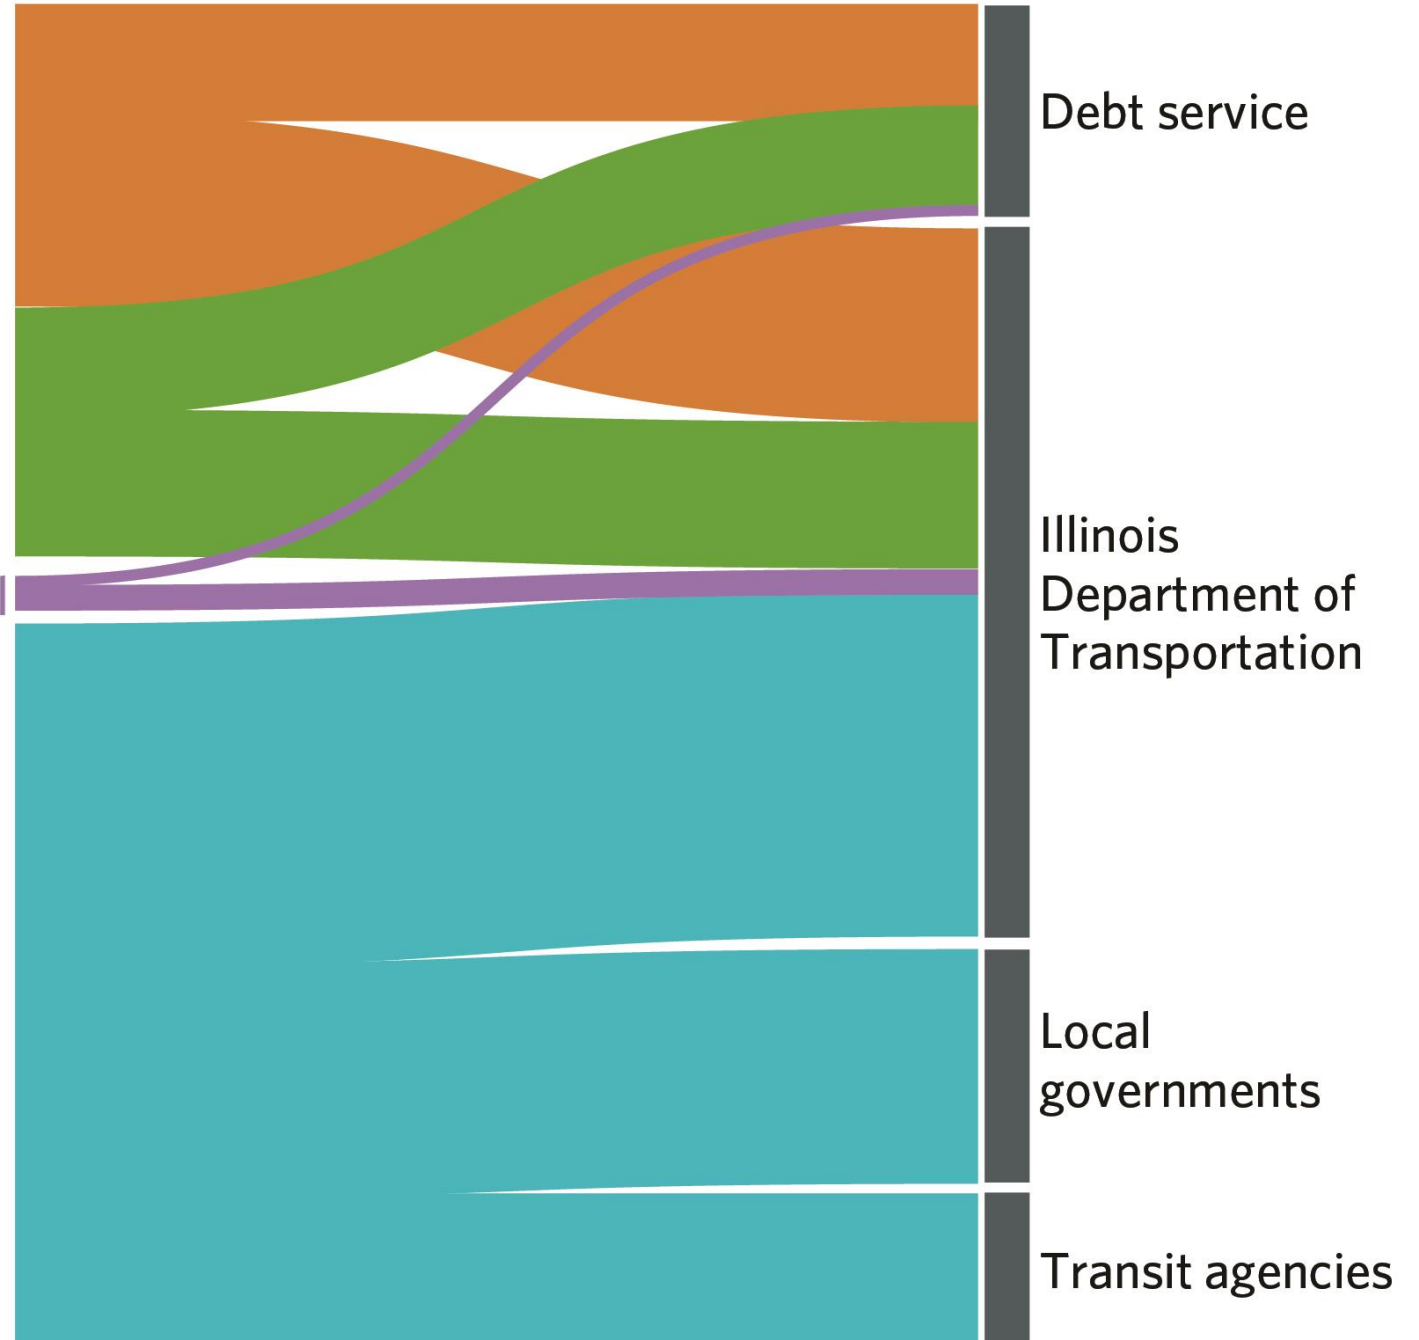 Debt service
Illinois
Department of
Transportation
Local
governments
Transit agencies